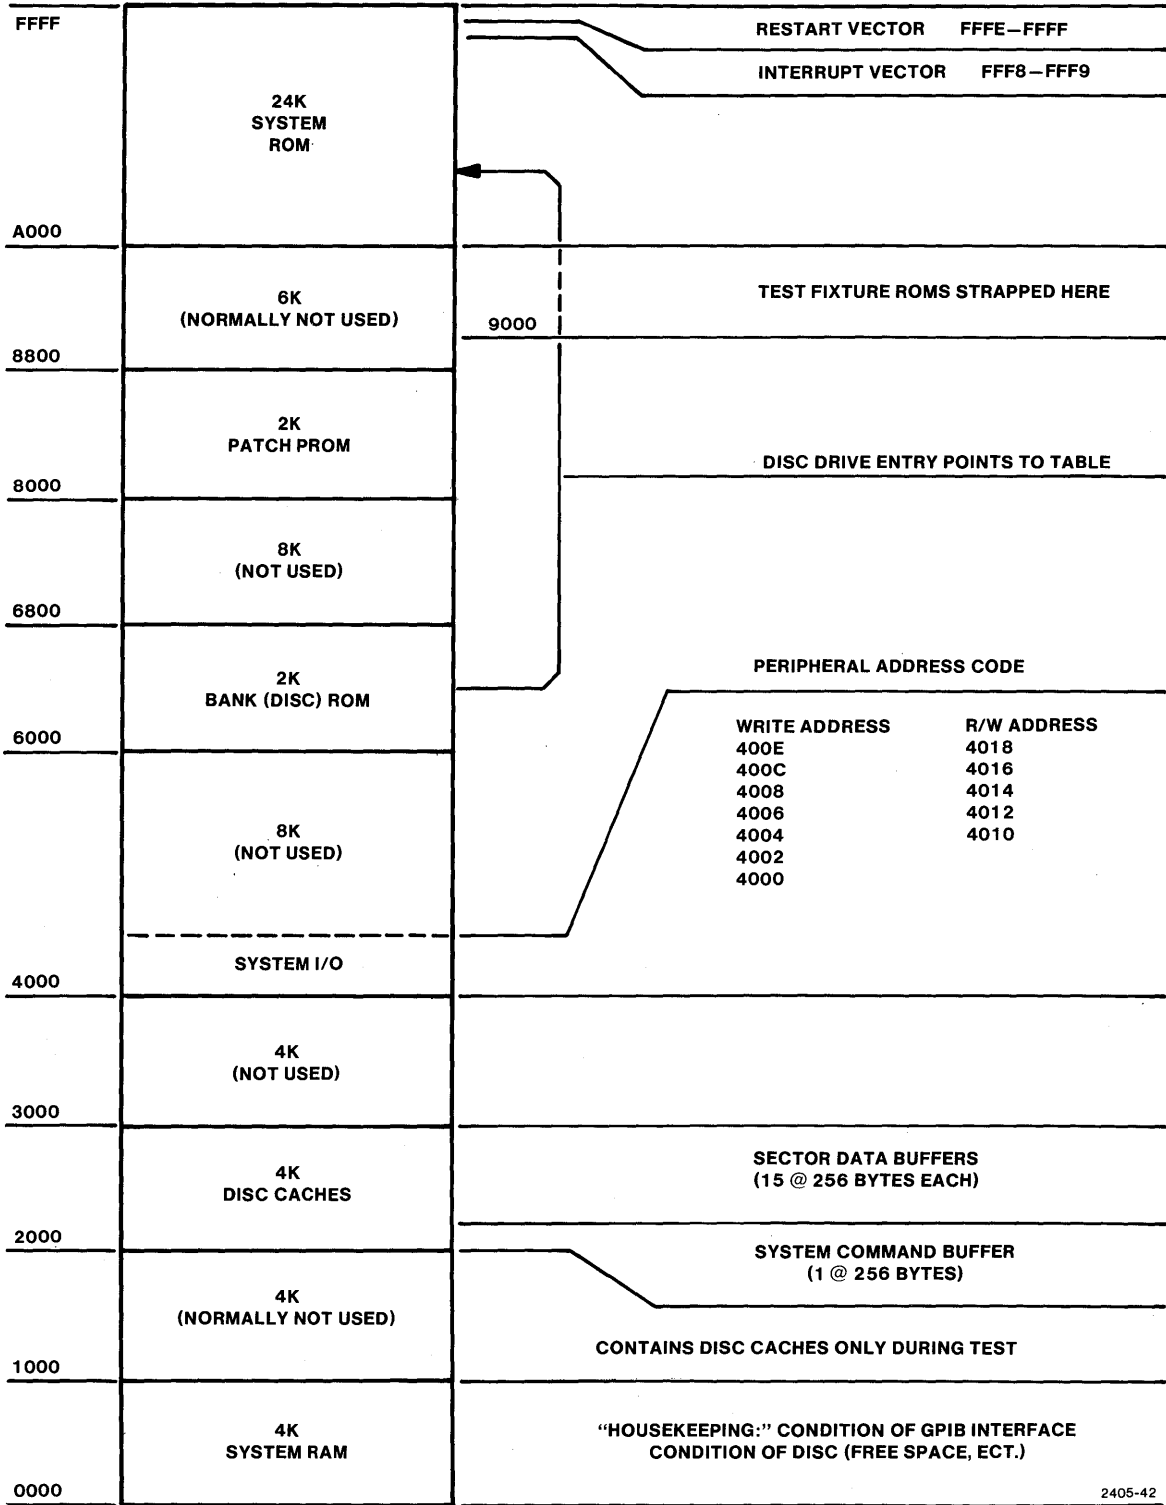 FFFF
RESTART VECTOR FFFE–FFFF
INTERRUPT VECTOR FFF8–FFF9
24K
SYSTEM
ROM
A000
6K
(NORMALLY NOT USED)
TEST FIXTURE ROMS STRAPPED HERE
9000
8800
2K
PATCH PROM
DISC DRIVE ENTRY POINTS TO TABLE
8000
8K
(NOT USED)
6800
2K
BANK (DISC) ROM
PERIPHERAL ADDRESS CODE
6000
WRITE ADDRESS R/W ADDRESS
400E 4018
400C 4016
4008 4014
4006 4012
4004 4010
4002
4000
8K
(NOT USED)
SYSTEM I/O
4000
4K
(NOT USED)
3000
4K
DISC CACHES
SECTOR DATA BUFFERS
(15 @ 256 BYTES EACH)
2000
SYSTEM COMMAND BUFFER
(1 @ 256 BYTES)
4K
(NORMALLY NOT USED)
CONTAINS DISC CACHES ONLY DURING TEST
1000
4K
SYSTEM RAM
“HOUSEKEEPING:” CONDITION OF GPIB INTERFACE
CONDITION OF DISC (FREE SPACE, ECT.)
0000
2405-42